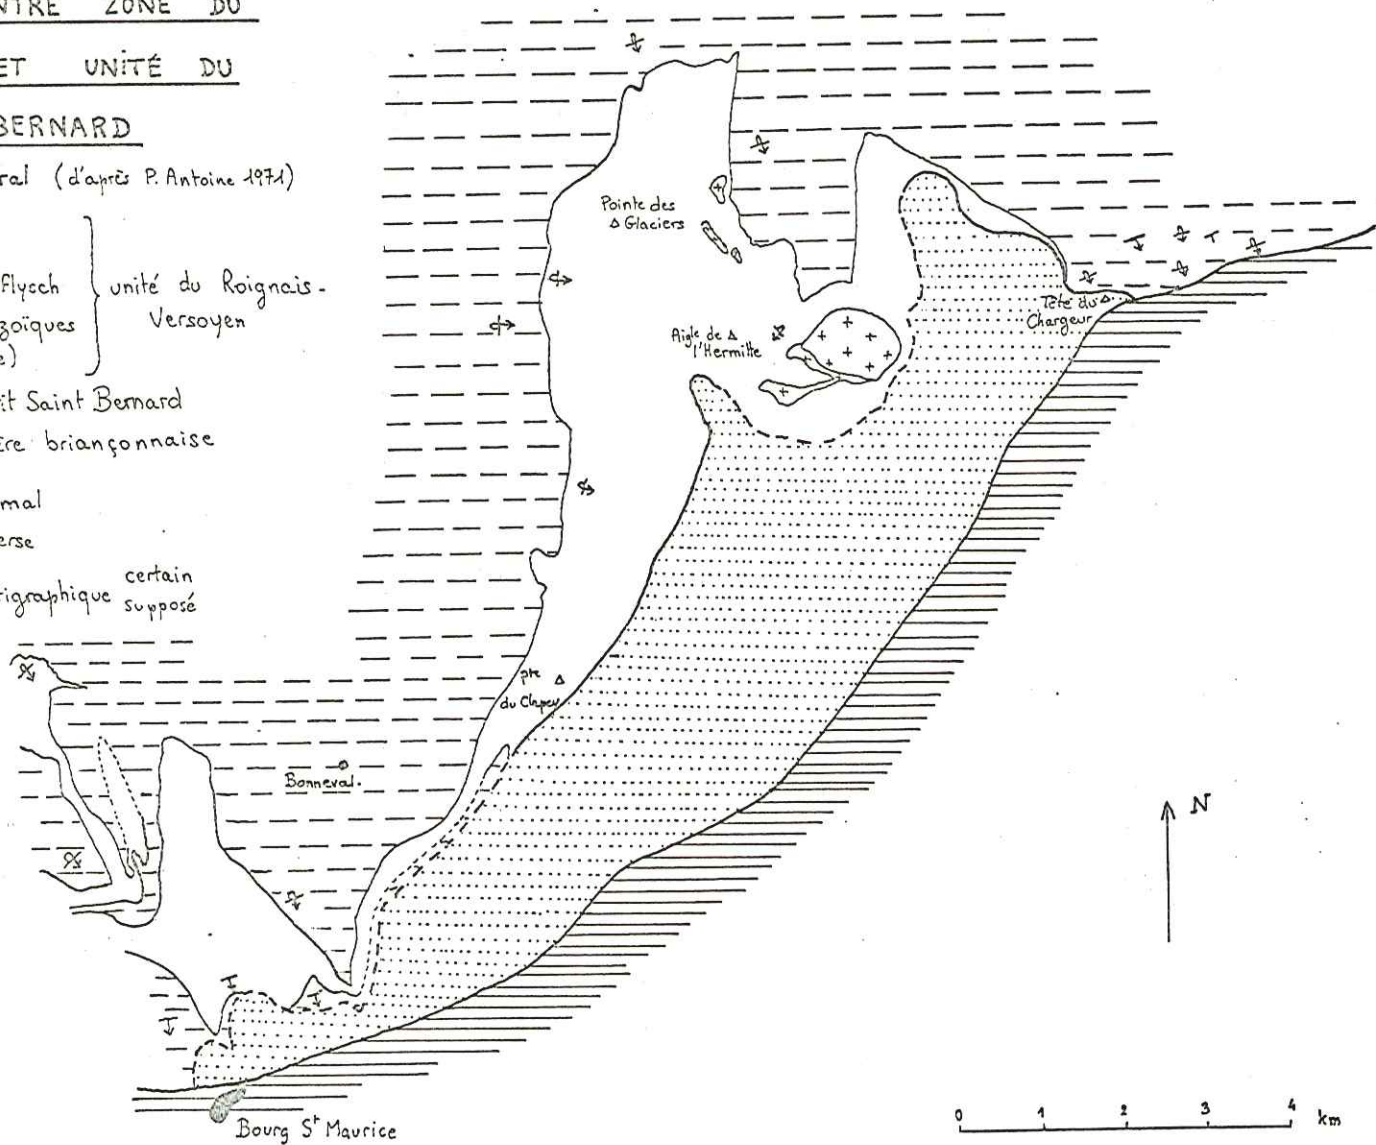 NTRE ZONE DU
ET UNITÉ DU
BERNARD
ral (d'après P. Antoine 1971)
Flysch
zoïques
e)
unité du Roignais-
Versoyen
it Saint Bernard
ère briançonnaise
mal
erse
rigraphique certain
supposé
Pointe des
Glaciers
Aigle de
l'Hermitte
Tête du
Chargeur
pte
du Clapey
Bonneval
N
Bourg St Maurice
0 1 2 3 4 km